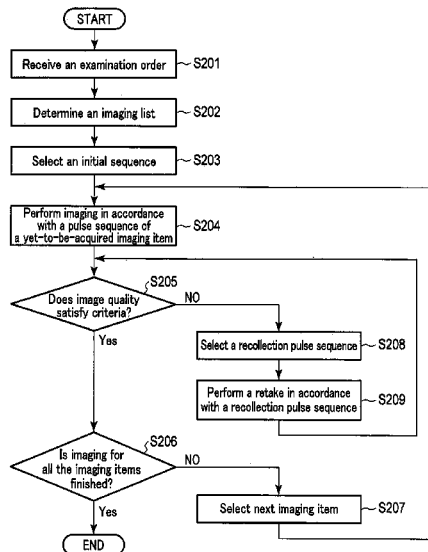 START
Receive an examination order
S201
Determine an imaging list
S202
Select an initial sequence
S203
Perform imaging in accordance
with a pulse sequence of
a yet-to-be-acquired imaging item
S204
S205
Does image quality
satisfy criteria?
NO
Yes
Select a recollection pulse sequence
S208
Perform a retake in accordance
with a recollection pulse sequence
S209
S206
Is imaging for
all the imaging items
finished?
NO
Yes
Select next imaging item
S207
END